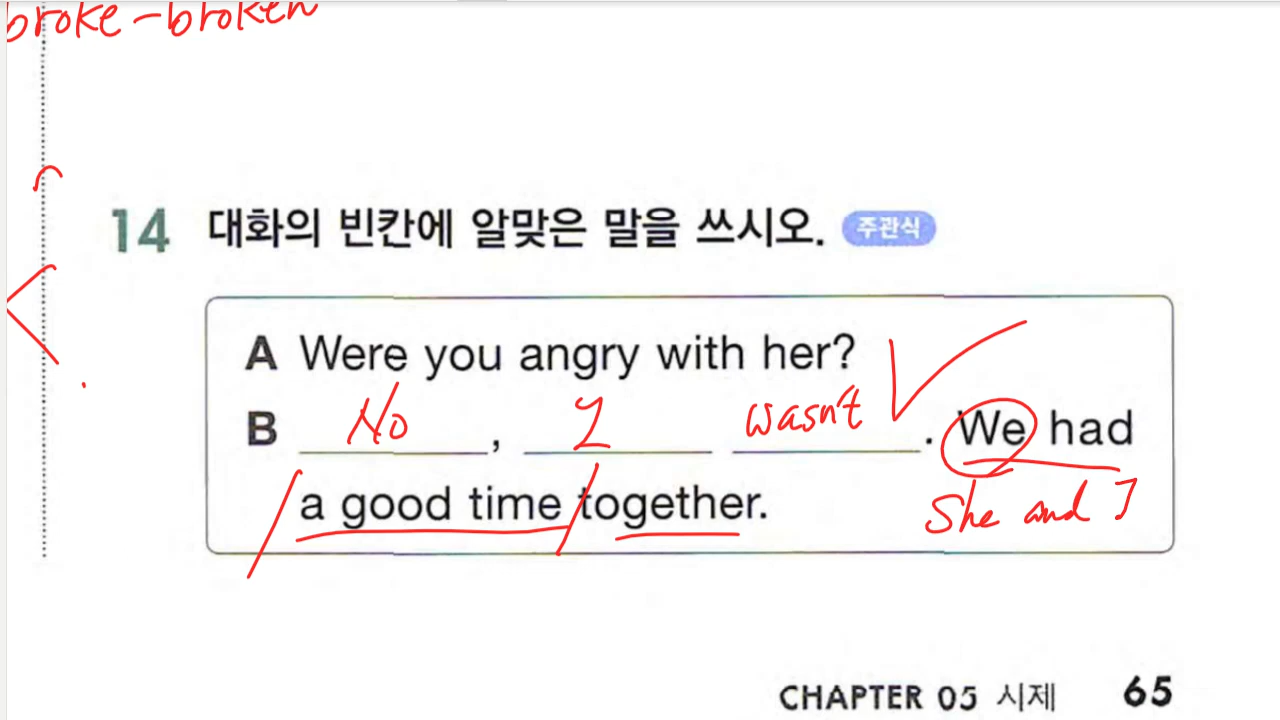 broke-broken
14 대화의 빈칸에 알맞은 말을 쓰시오. 주관식
A Were you angry with her?
B No, I wasn't. We had
a good time together.
She and I
CHAPTER 05 시제 65